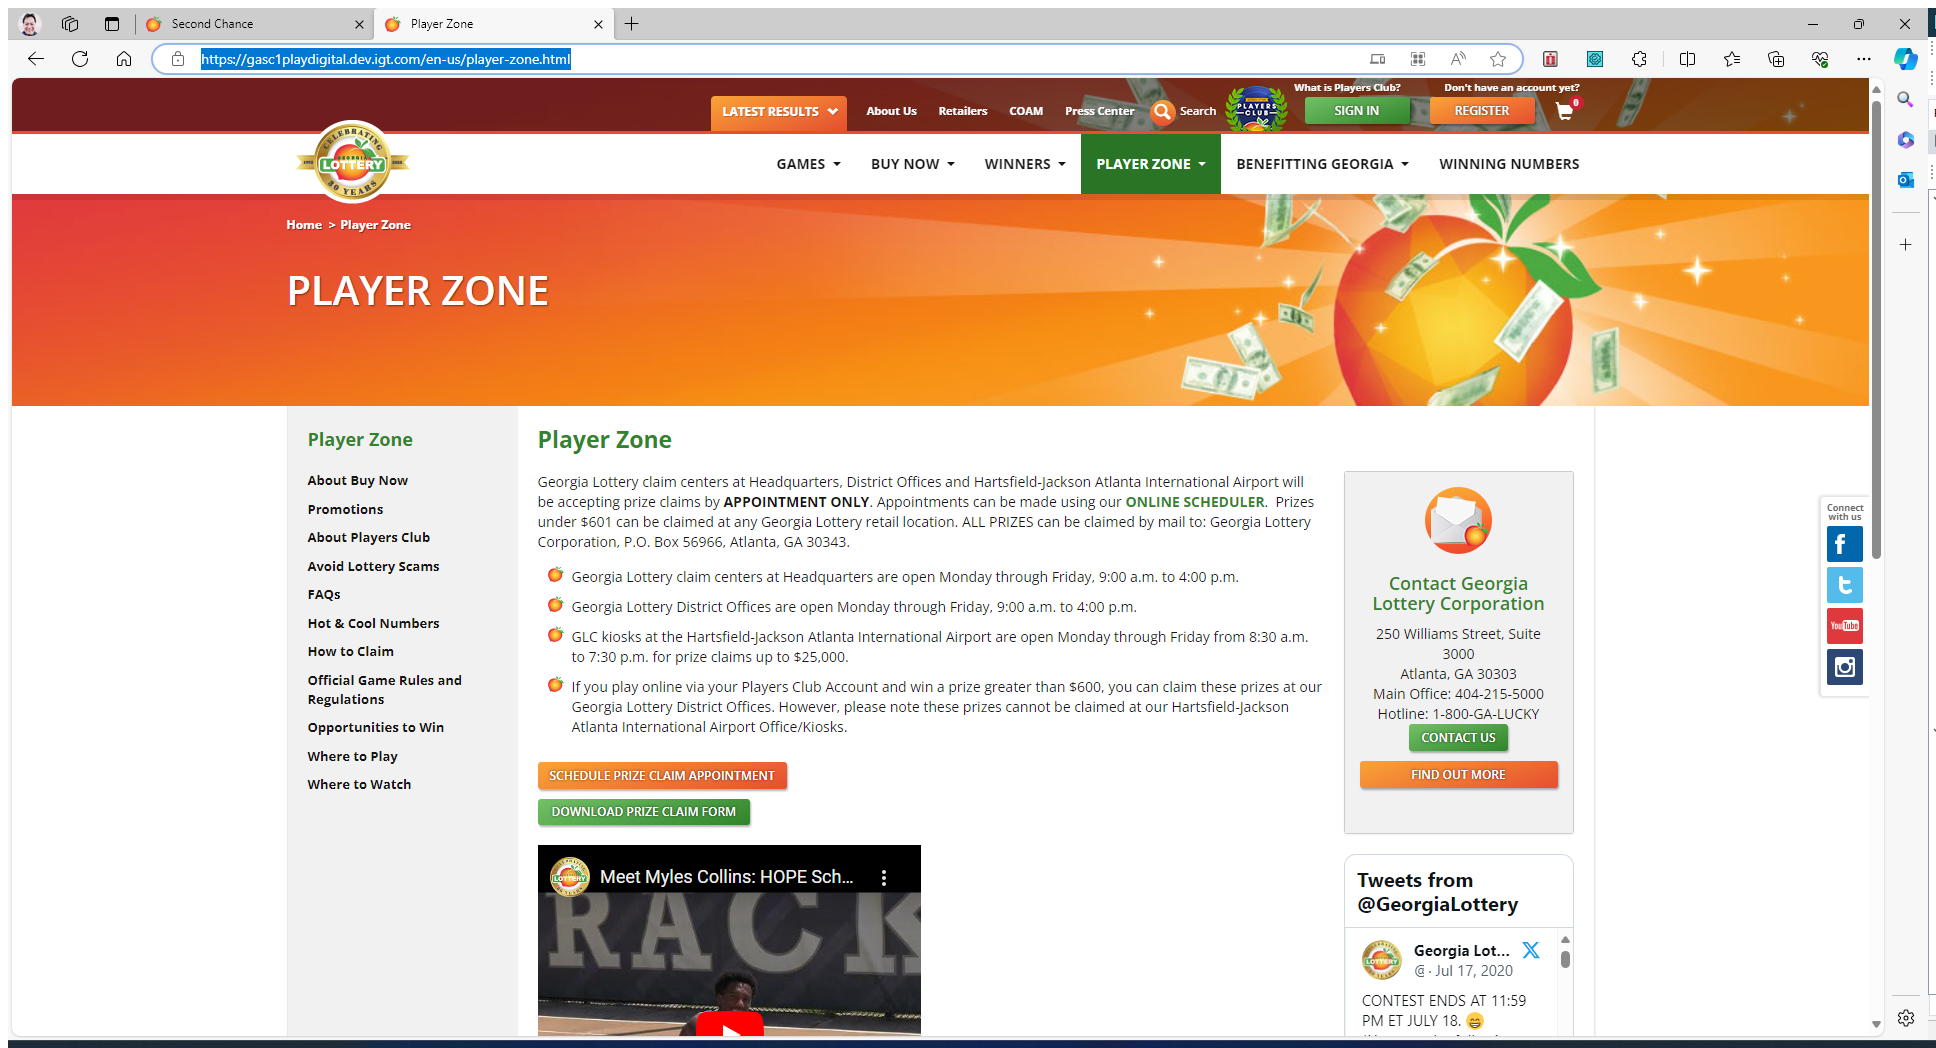 Second Chance
Player Zone
https://gasc1playdigital.dev.igt.com/en-us/player-zone.html
What is Players Club?
Don't have an account yet?
LATEST RESULTS
About Us
Retailers
COAM
Press Center
Search
PLAYERS
CLUB
SIGN IN
REGISTER
0
CELEBRATING
GEORGIA
LOTTERY
30 YEARS
GAMES
BUY NOW
WINNERS
PLAYER ZONE
BENEFITTING GEORGIA
WINNING NUMBERS
Home > Player Zone
PLAYER ZONE
Player Zone
About Buy Now
Promotions
About Players Club
Avoid Lottery Scams
FAQs
Hot & Cool Numbers
How to Claim
Official Game Rules and
Regulations
Opportunities to Win
Where to Play
Where to Watch
Player Zone
Georgia Lottery claim centers at Headquarters, District Offices and Hartsfield-Jackson Atlanta International Airport will
be accepting prize claims by APPOINTMENT ONLY. Appointments can be made using our ONLINE SCHEDULER. Prizes
under $601 can be claimed at any Georgia Lottery retail location. ALL PRIZES can be claimed by mail to: Georgia Lottery
Corporation, P.O. Box 56966, Atlanta, GA 30343.
Georgia Lottery claim centers at Headquarters are open Monday through Friday, 9:00 a.m. to 4:00 p.m.
Georgia Lottery District Offices are open Monday through Friday, 9:00 a.m. to 4:00 p.m.
GLC kiosks at the Hartsfield-Jackson Atlanta International Airport are open Monday through Friday from 8:30 a.m.
to 7:30 p.m. for prize claims up to $25,000.
If you play online via your Players Club Account and win a prize greater than $600, you can claim these prizes at our
Georgia Lottery District Offices. However, please note these prizes cannot be claimed at our Hartsfield-Jackson
Atlanta International Airport Office/Kiosks.
SCHEDULE PRIZE CLAIM APPOINTMENT
DOWNLOAD PRIZE CLAIM FORM
LOTTERY
Meet Myles Collins: HOPE Sch...
RACK
Contact Georgia
Lottery Corporation
250 Williams Street, Suite
3000
Atlanta, GA 30303
Main Office: 404-215-5000
Hotline: 1-800-GA-LUCKY
CONTACT US
FIND OUT MORE
Tweets from
@GeorgiaLottery
LOTTERY
Georgia Lot...
@ · Jul 17, 2020
CONTEST ENDS AT 11:59
PM ET JULY 18. 😄
Connect
with us
f
t
YouTube